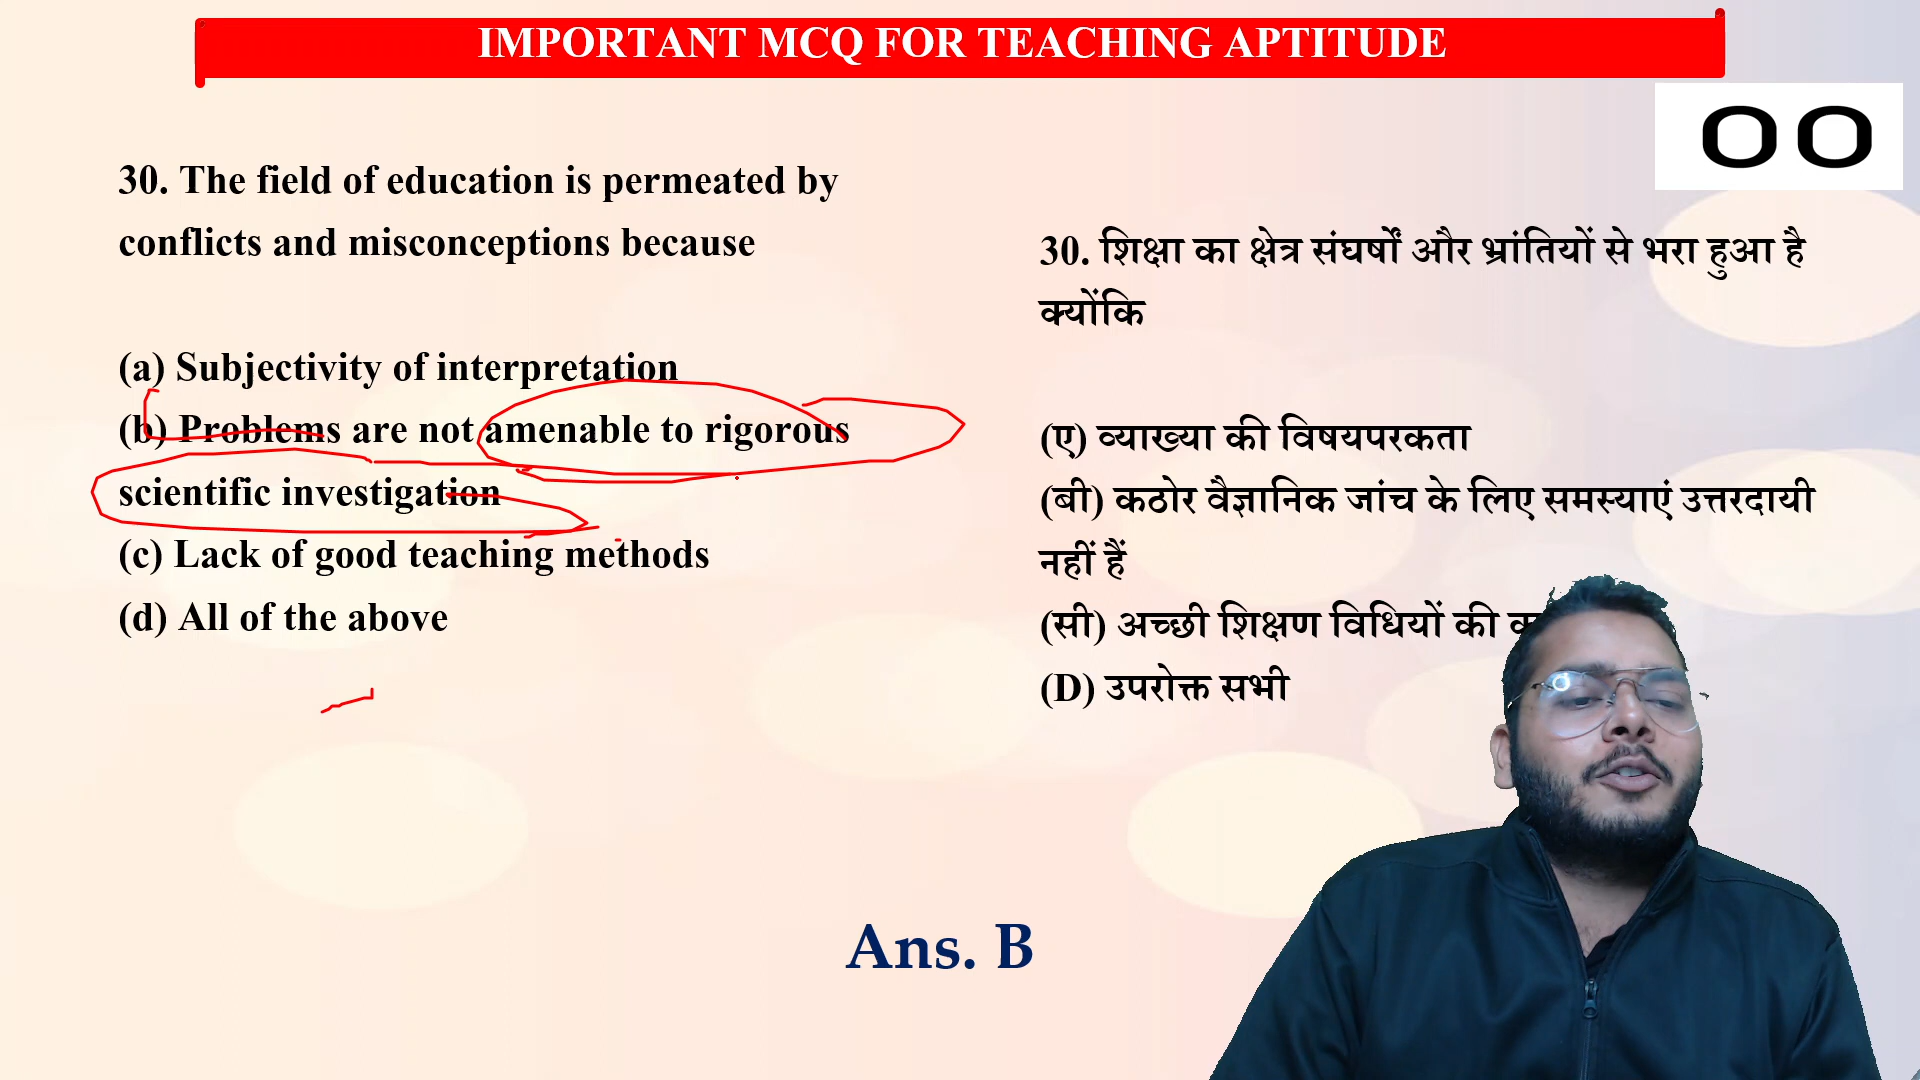 IMPORTANT MCQ FOR TEACHING APTITUDE
00
30. The field of education is permeated by
conflicts and misconceptions because
(a) Subjectivity of interpretation
(b) Problems are not amenable to rigorous
scientific investigation
(c) Lack of good teaching methods
(d) All of the above
30. शिक्षा का क्षेत्र संघर्षों और भ्रांतियों से भरा हुआ है
क्योंकि
(ए) व्याख्या की विषयपरकता
(बी) कठोर वैज्ञानिक जांच के लिए समस्याएं उत्तरदायी
नहीं हैं
(सी) अच्छी शिक्षण विधियों की
(D) उपरोक्त सभी
Ans. B